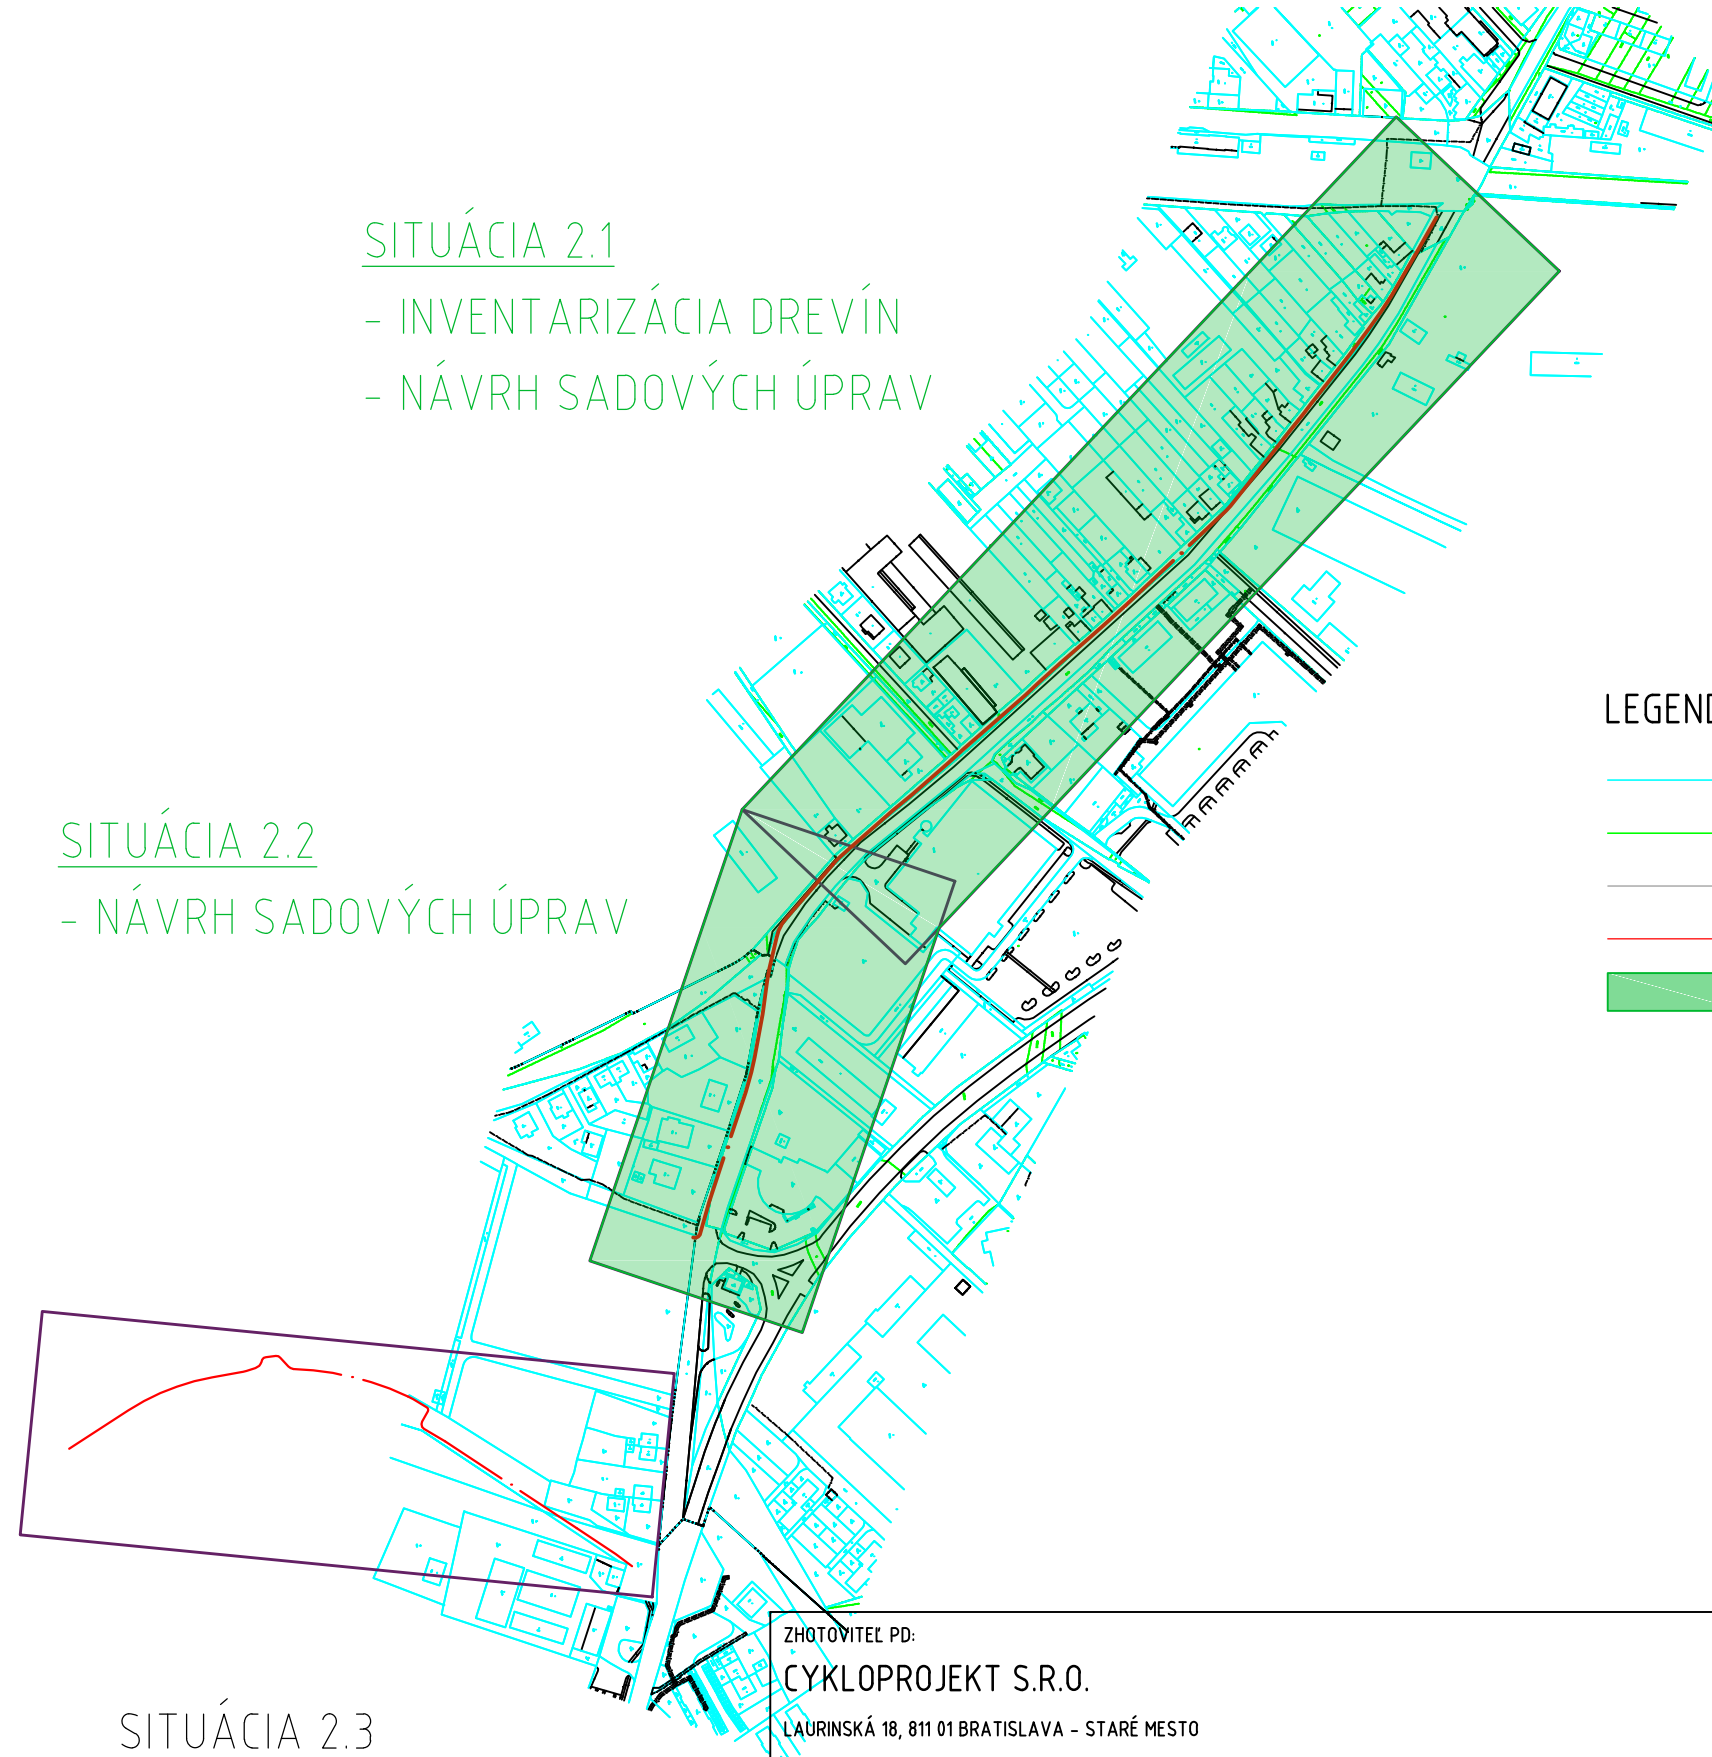 SITUÁCIA 2.1
- INVENTARIZÁCIA DREVÍN
- NÁVRH SADOVÝCH ÚPRAV
SITUÁCIA 2.2
- NÁVRH SADOVÝCH ÚPRAV
LEGEND
ZHOTOVITEĽ PD:
CYKLOPROJEKT S.R.O.
LAURINSKÁ 18, 811 01 BRATISLAVA - STARÉ MESTO
SITUÁCIA 2.3